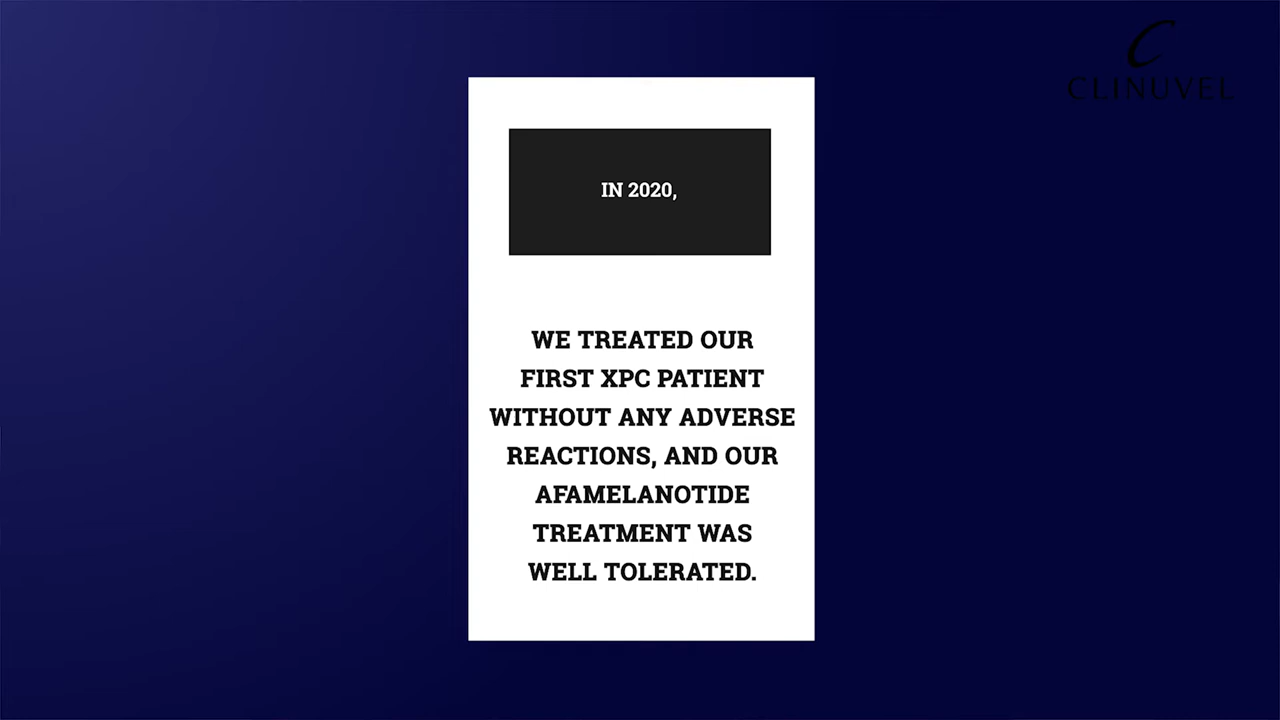 C
CLINUVEL
IN 2020,
WE TREATED OUR
FIRST XPC PATIENT
WITHOUT ANY ADVERSE
REACTIONS, AND OUR
AFAMELANOTIDE
TREATMENT WAS
WELL TOLERATED.